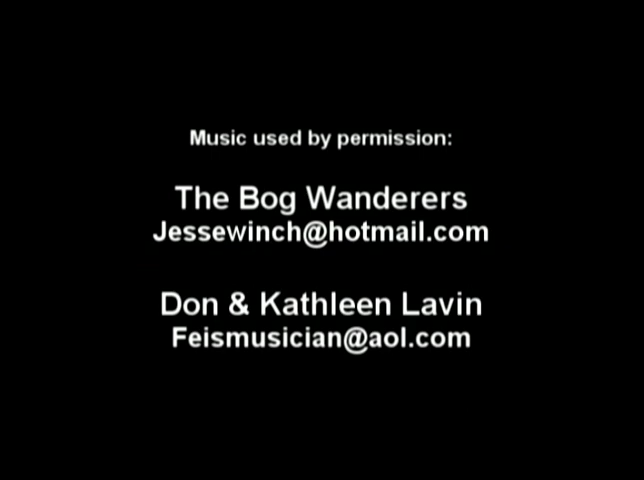 Music used by permission:
The Bog Wanderers
Jessewinch@hotmail.com
Don & Kathleen Lavin
Feismusician@aol.com